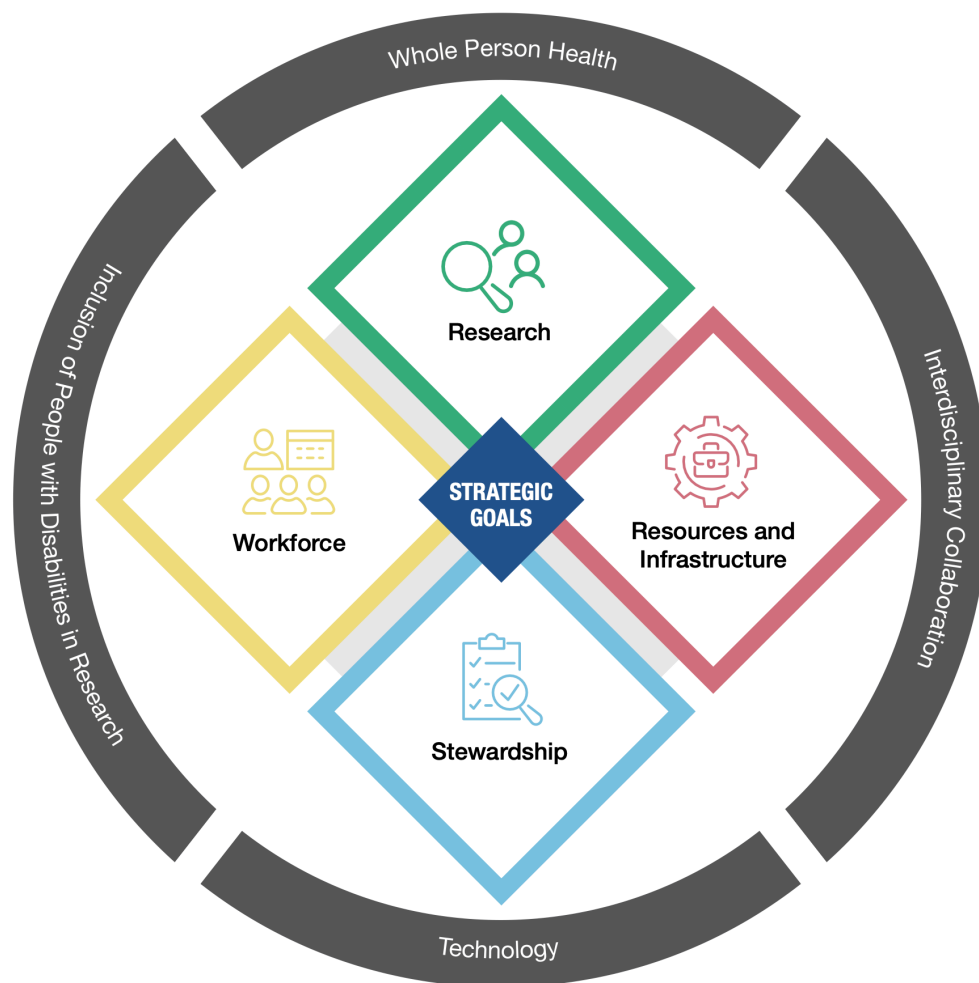 Whole Person Health
Research
Inclusion of People with Disabilities in Research
Interdisciplinary Collaboration
Workforce
STRATEGIC
GOALS
Resources and
Infrastructure
Stewardship
Technology